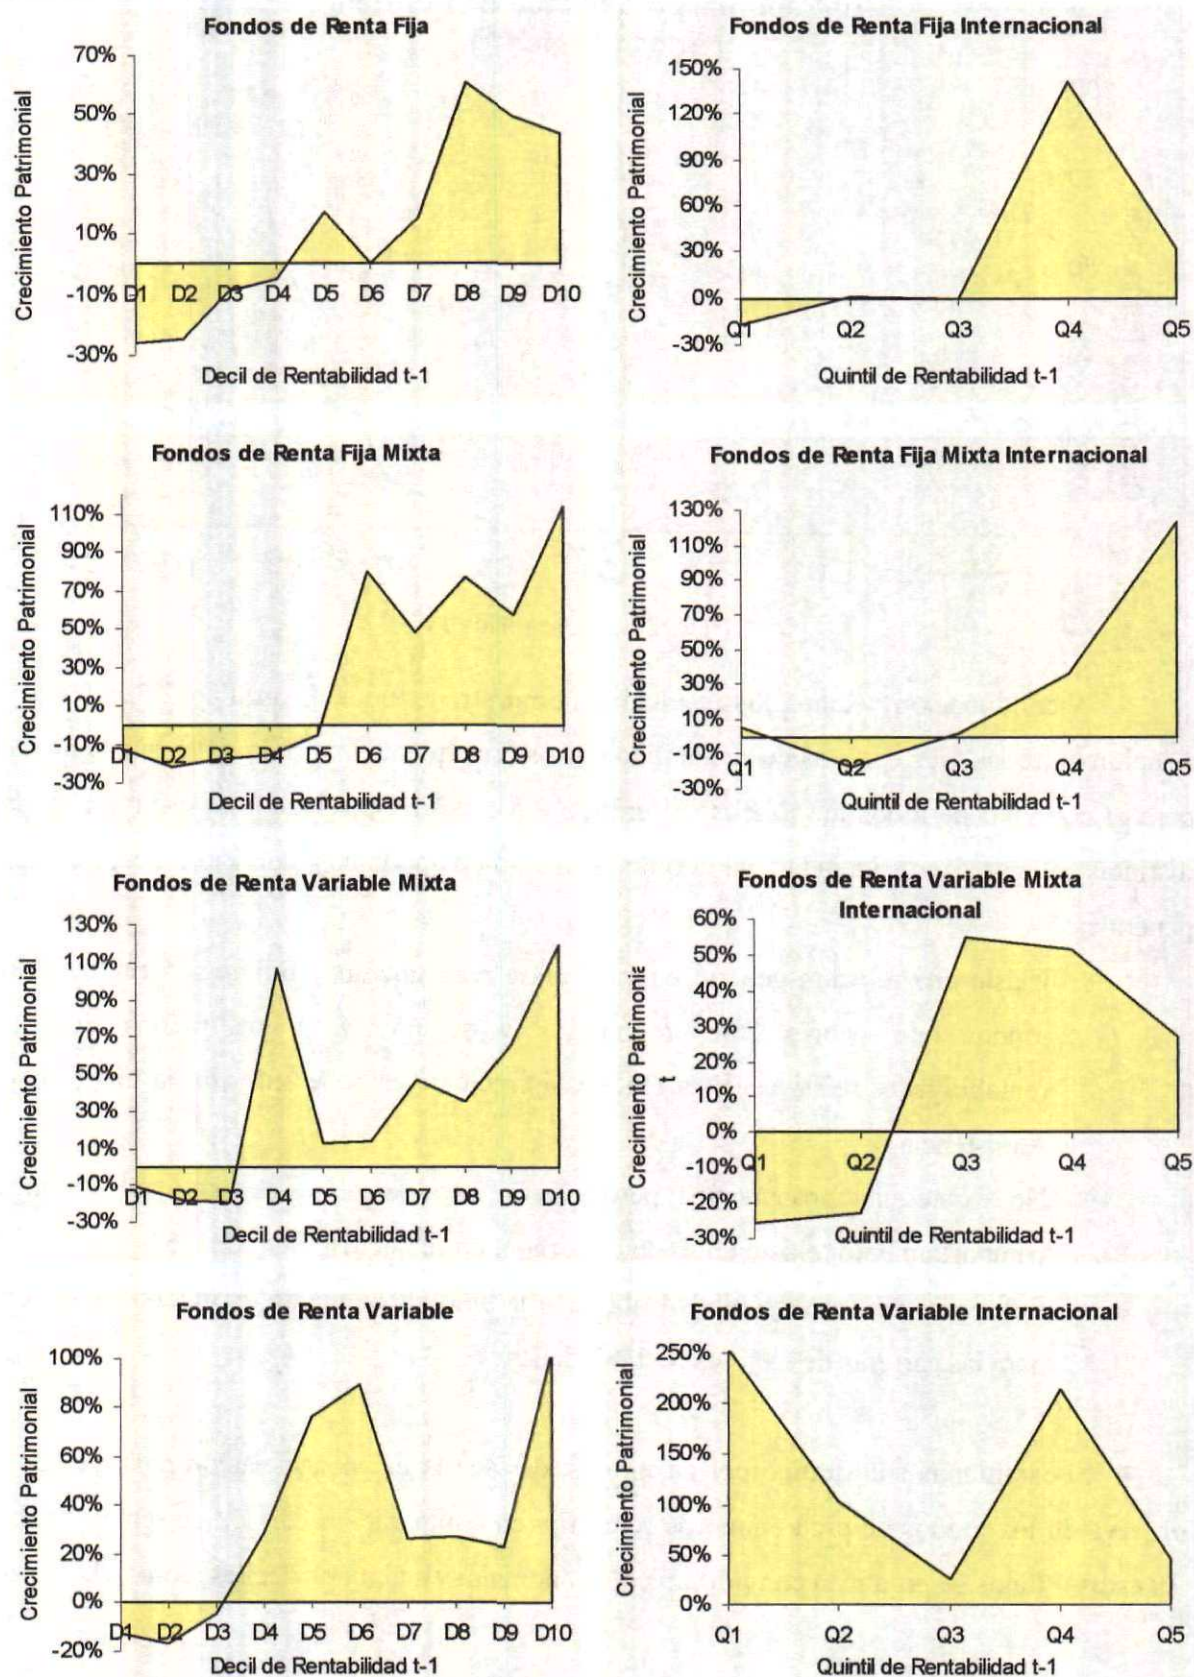 Fondos de Renta Fija
70%
50%
30%
10%
-10%
-30%
Crecimiento Patrimonial
D1 D2 D3 D4 D5 D6 D7 D8 D9 D10
Decil de Rentabilidad t-1
Fondos de Renta Fija Internacional
150%
120%
90%
60%
30%
0%
-30%
Crecimiento Patrimonial
Q1 Q2 Q3 Q4 Q5
Quintil de Rentabilidad t-1
Fondos de Renta Fija Mixta
110%
90%
70%
50%
30%
10%
-10%
-30%
Crecimiento Patrimonial
D1 D2 D3 D4 D5 D6 D7 D8 D9 D10
Decil de Rentabilidad t-1
Fondos de Renta Fija Mixta Internacional
130%
110%
90%
70%
50%
30%
10%
-10%
-30%
Crecimiento Patrimonial
Q1 Q2 Q3 Q4 Q5
Quintil de Rentabilidad t-1
Fondos de Renta Variable Mixta
130%
110%
90%
70%
50%
30%
10%
-10%
-30%
Crecimiento Patrimonial
D1 D2 D3 D4 D5 D6 D7 D8 D9 D10
Decil de Rentabilidad t-1
Fondos de Renta Variable Mixta
Internacional
60%
50%
40%
30%
20%
10%
0%
-10%
-20%
-30%
Crecimiento Patrimonia
t
Q1 Q2 Q3 Q4 Q5
Quintil de Rentabilidad t-1
Fondos de Renta Variable
100%
80%
60%
40%
20%
0%
-20%
Crecimiento Patrimonial
D1 D2 D3 D4 D5 D6 D7 D8 D9 D10
Decil de Rentabilidad t-1
Fondos de Renta Variable Internacional
250%
200%
150%
100%
50%
0%
Crecimiento Patrimonial
Q1 Q2 Q3 Q4 Q5
Quintil de Rentabilidad t-1